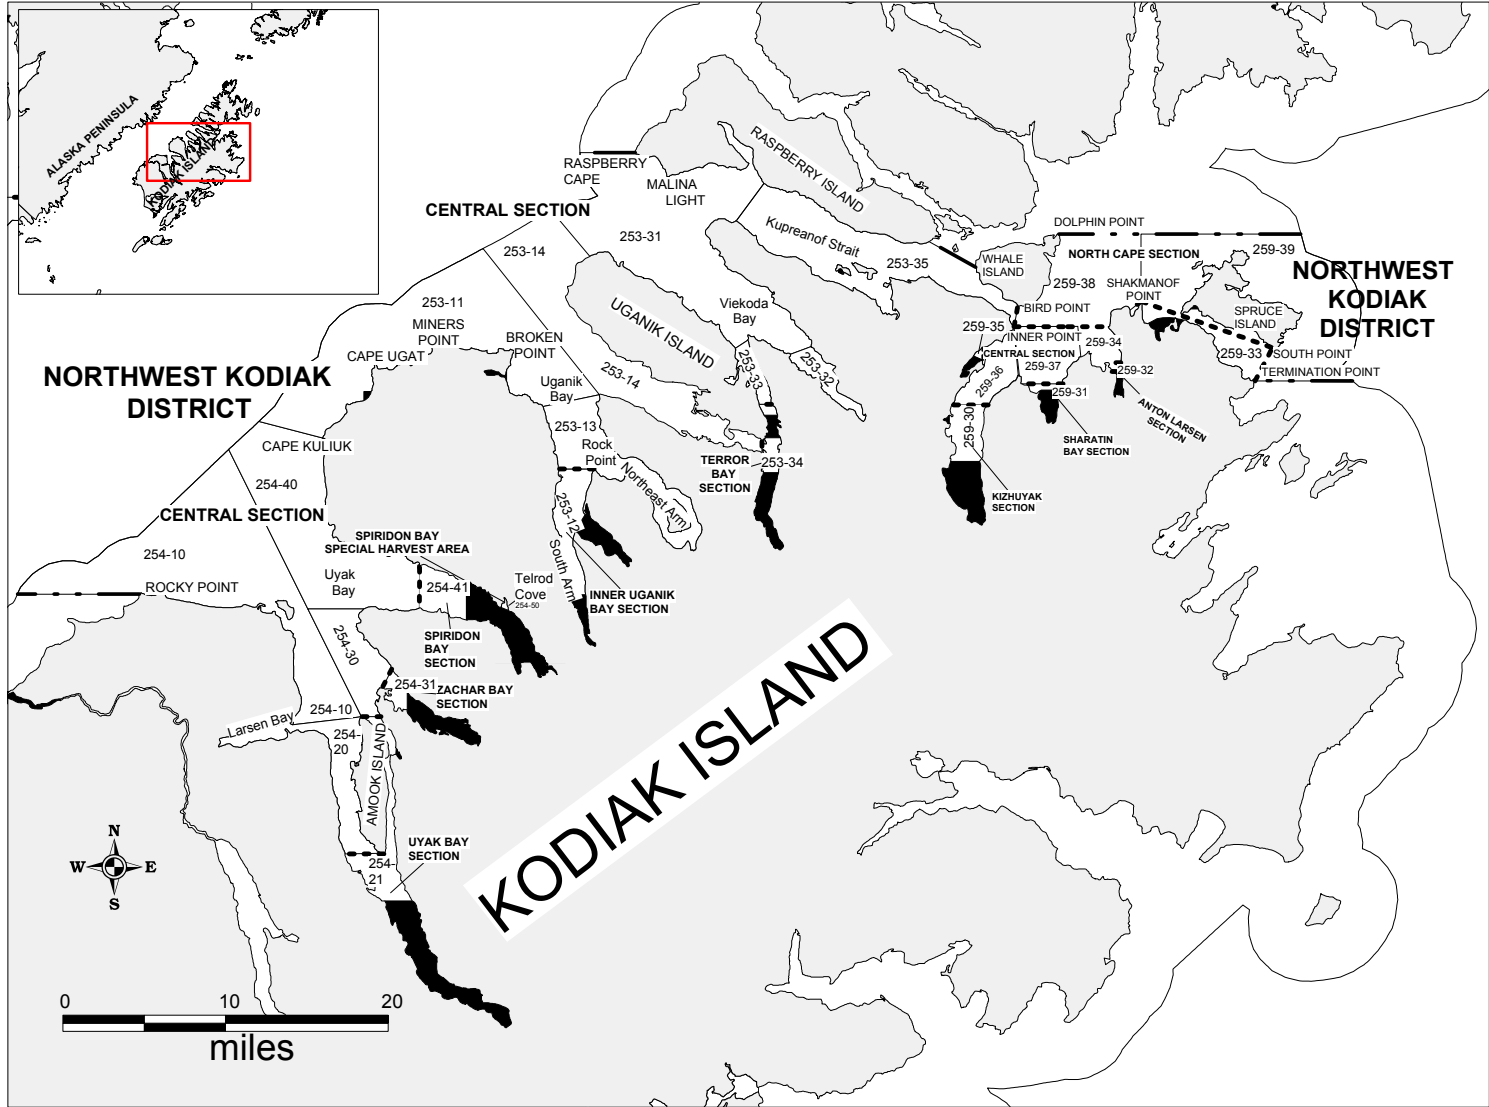 ALASKA PENINSULA
KODIAK ISLAND
RASPBERRY
CAPE
MALINA
LIGHT
RASPBERRY ISLAND
CENTRAL SECTION
253-14
253-31
Kupreanof Strait
253-35
DOLPHIN POINT
NORTH CAPE SECTION
259-39
WHALE
ISLAND
259-38
SHAKMANOF
POINT
NORTHWEST
KODIAK
DISTRICT
253-11
MINERS
POINT
BROKEN
POINT
CAPE UGAT
UGANIK ISLAND
Viekoda
Bay
BIRD POINT
SPRUCE
ISLAND
259-35
INNER POINT
259-34
CENTRAL SECTION
259-37
259-33
SOUTH POINT
TERMINATION POINT
259-32
NORTHWEST KODIAK
DISTRICT
Uganik
Bay
253-14
253-33
253-32
259-36
259-31
ANTON LARSEN
SECTION
253-13
Rock
Point
Northeast Arm
259-30
SHARATIN
BAY SECTION
CAPE KULIUK
TERROR
BAY
SECTION
253-34
254-40
CENTRAL SECTION
253-12
KIZHUYAK
SECTION
SPIRIDON BAY
SPECIAL HARVEST AREA
254-10
South Arm
ROCKY POINT
Uyak
Bay
254-41
Telrod
Cove
254-50
INNER UGANIK
BAY SECTION
SPIRIDON
BAY
SECTION
254-30
254-31
ZACHAR BAY
SECTION
254-10
Larsen Bay
254-
20
AMOOK ISLAND
KODIAK ISLAND
UYAK BAY
SECTION
254-
21
N
W
E
S
0
10
20
miles